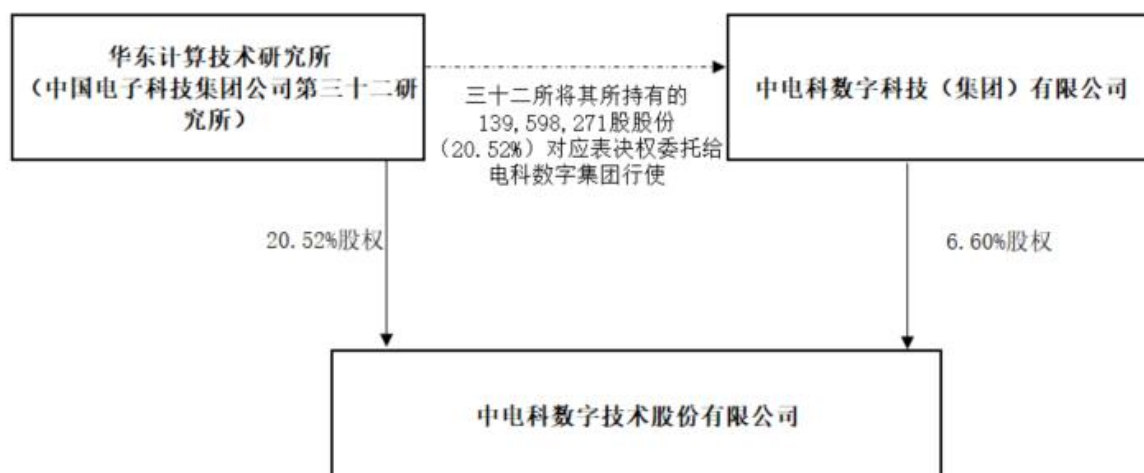 华东计算技术研究所
（中国电子科技集团公司第三十二研
究所）
三十二所将其所持有的
139,598,271股股份
（20.52%）对应表决权委托给
电科数字集团行使
中电科数字科技（集团）有限公司
20.52%股权
6.60%股权
中电科数字技术股份有限公司